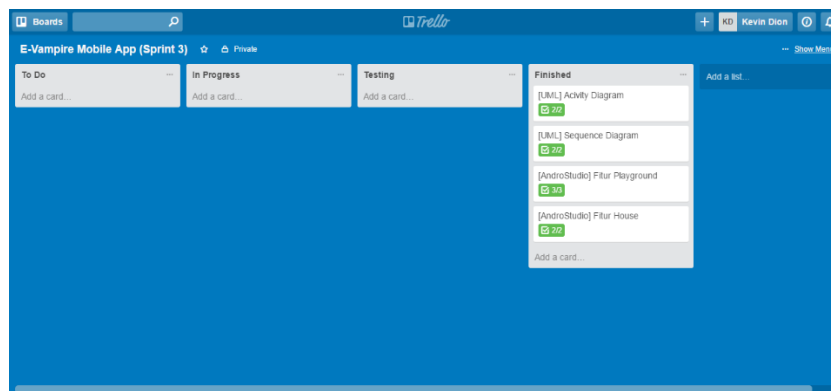 Boards
Trello
KD Kevin Dion
E-Vampire Mobile App (Sprint 3) Private
... Show Menu
To Do ...
Add a card...
In Progress ...
Add a card...
Testing ...
Add a card...
Finished ...
[UML] Acivity Diagram
2/2
[UML] Sequence Diagram
2/2
[AndroStudio] Fitur Playground
3/3
[AndroStudio] Fitur House
2/2
Add a card...
Add a list...